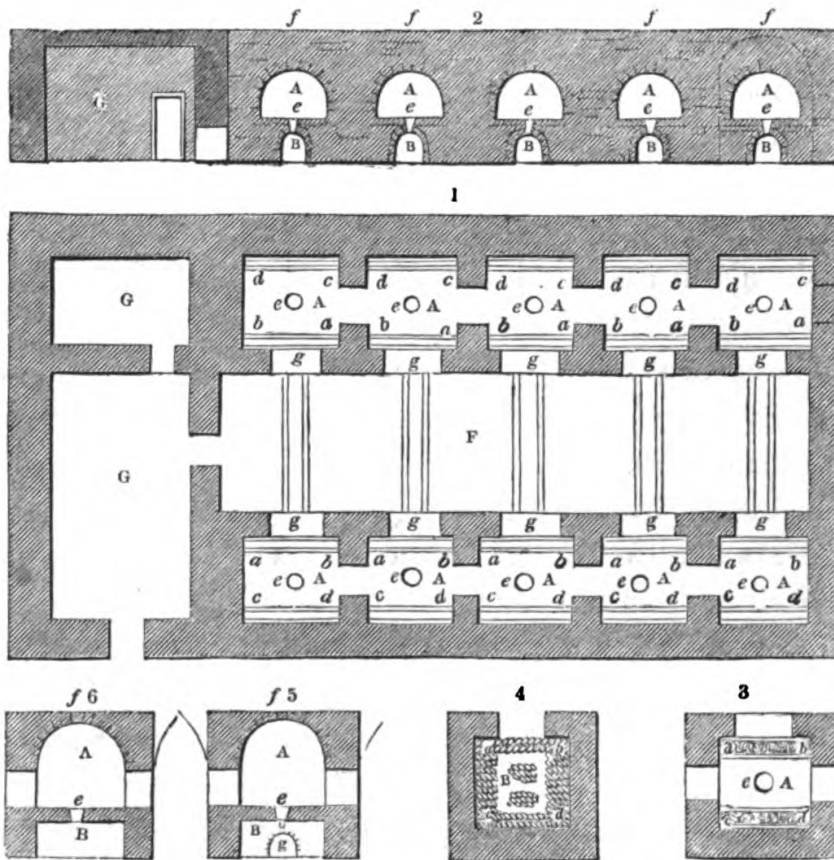 f f 2 f f
G A A A A A
e e e e e
B B B B B
1
d c d c d c d c d c
G e A e A e A e A e A
b a b a b a b a b a
g g g g g
F
G
g g g g g
a b a b a b a b a b
e A e A e A e A e A
c d c d c d c d c d
f 6 f 5 4 3
A A a b a b
e e B e A
B B g c d c d